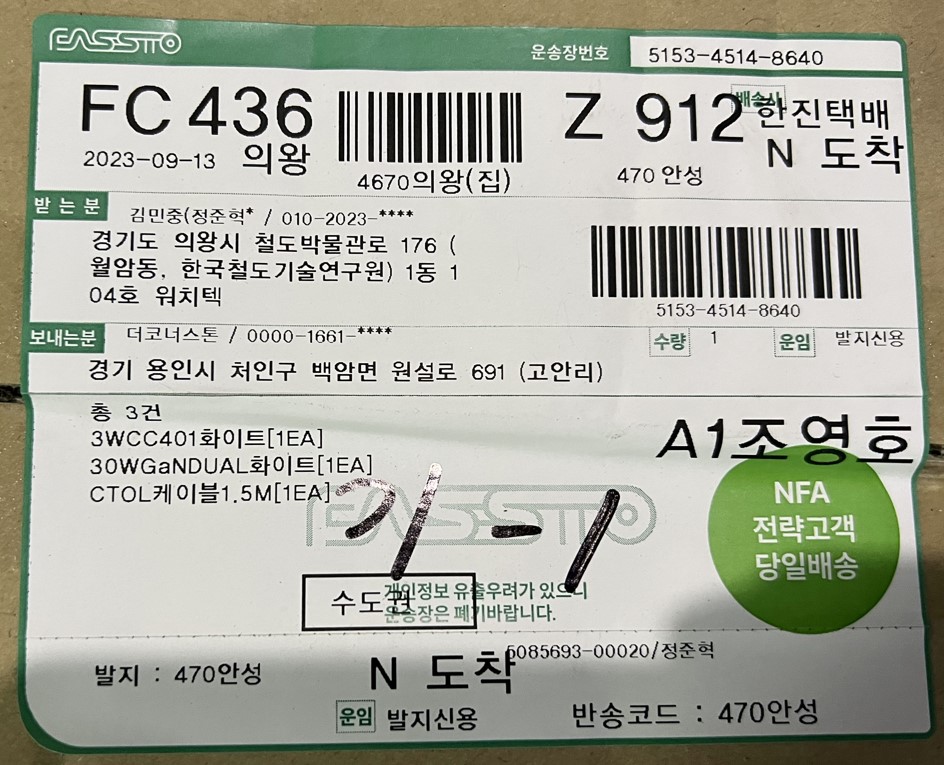 FASSTO
운송장번호 5153-4514-8640
FC 436
2023-09-13 의왕
4670의왕(집)
Z 912
470 안성
배송사
한진택배
N 도착
받는분 김민중(정준혁* / 010-2023-****
경기도 의왕시 철도박물관로 176 (
월암동, 한국철도기술연구원) 1동 1
04호 워치텍
5153-4514-8640
보내는분 더코너스톤 / 0000-1661-****
수량 1 운임 발지신용
경기 용인시 처인구 백암면 원설로 691 (고안리)
총 3건
3WCC401화이트[1EA]
30WGaNDUAL화이트[1EA]
CTOL케이블1.5M[1EA]
A1조영호
FASSTO
기-1
NFA
전략고객
당일배송
수도권
개인정보 유출우려가 있으니
운송장은 폐기바랍니다.
5085693-00020/정준혁
발지 : 470안성
N 도착
운임 발지신용
반송코드 : 470안성